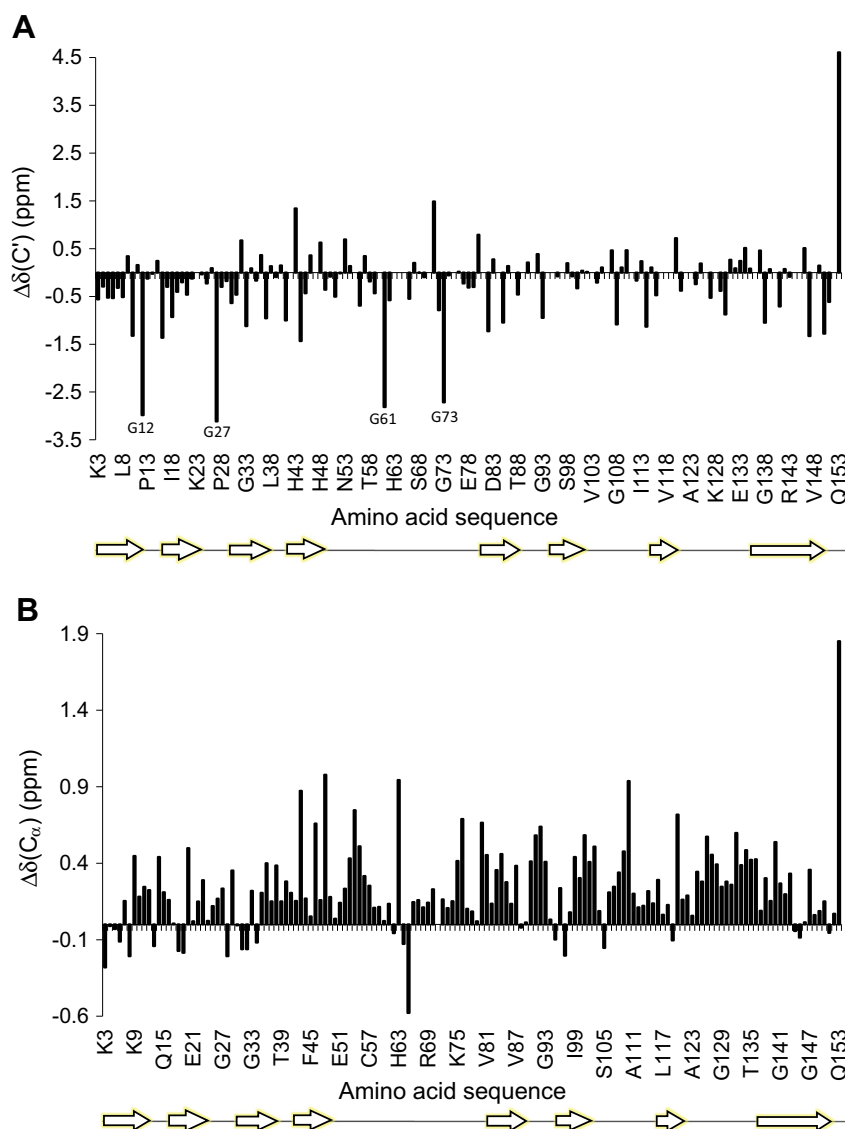 A
Δδ(C') (ppm)
4.5
3.5
2.5
1.5
0.5
-0.5
-1.5
-2.5
-3.5
G12
G27
G61
G73
K3 L8 P13 I18 K23 P28 G33 L38 H43 H48 N53 T58 H63 S68 G73 E78 D83 T88 G93 S98 V103 G108 I113 V118 A123 K128 E133 G138 R143 V148 Q153
Amino acid sequence
B
Δδ(Cα) (ppm)
1.9
1.4
0.9
0.4
-0.1
-0.6
K3 K9 Q15 E21 G27 G33 T39 F45 E51 C57 H63 R69 K75 V81 V87 G93 I99 S105 A111 L117 A123 G129 T135 G141 G147 Q153
Amino acid sequence